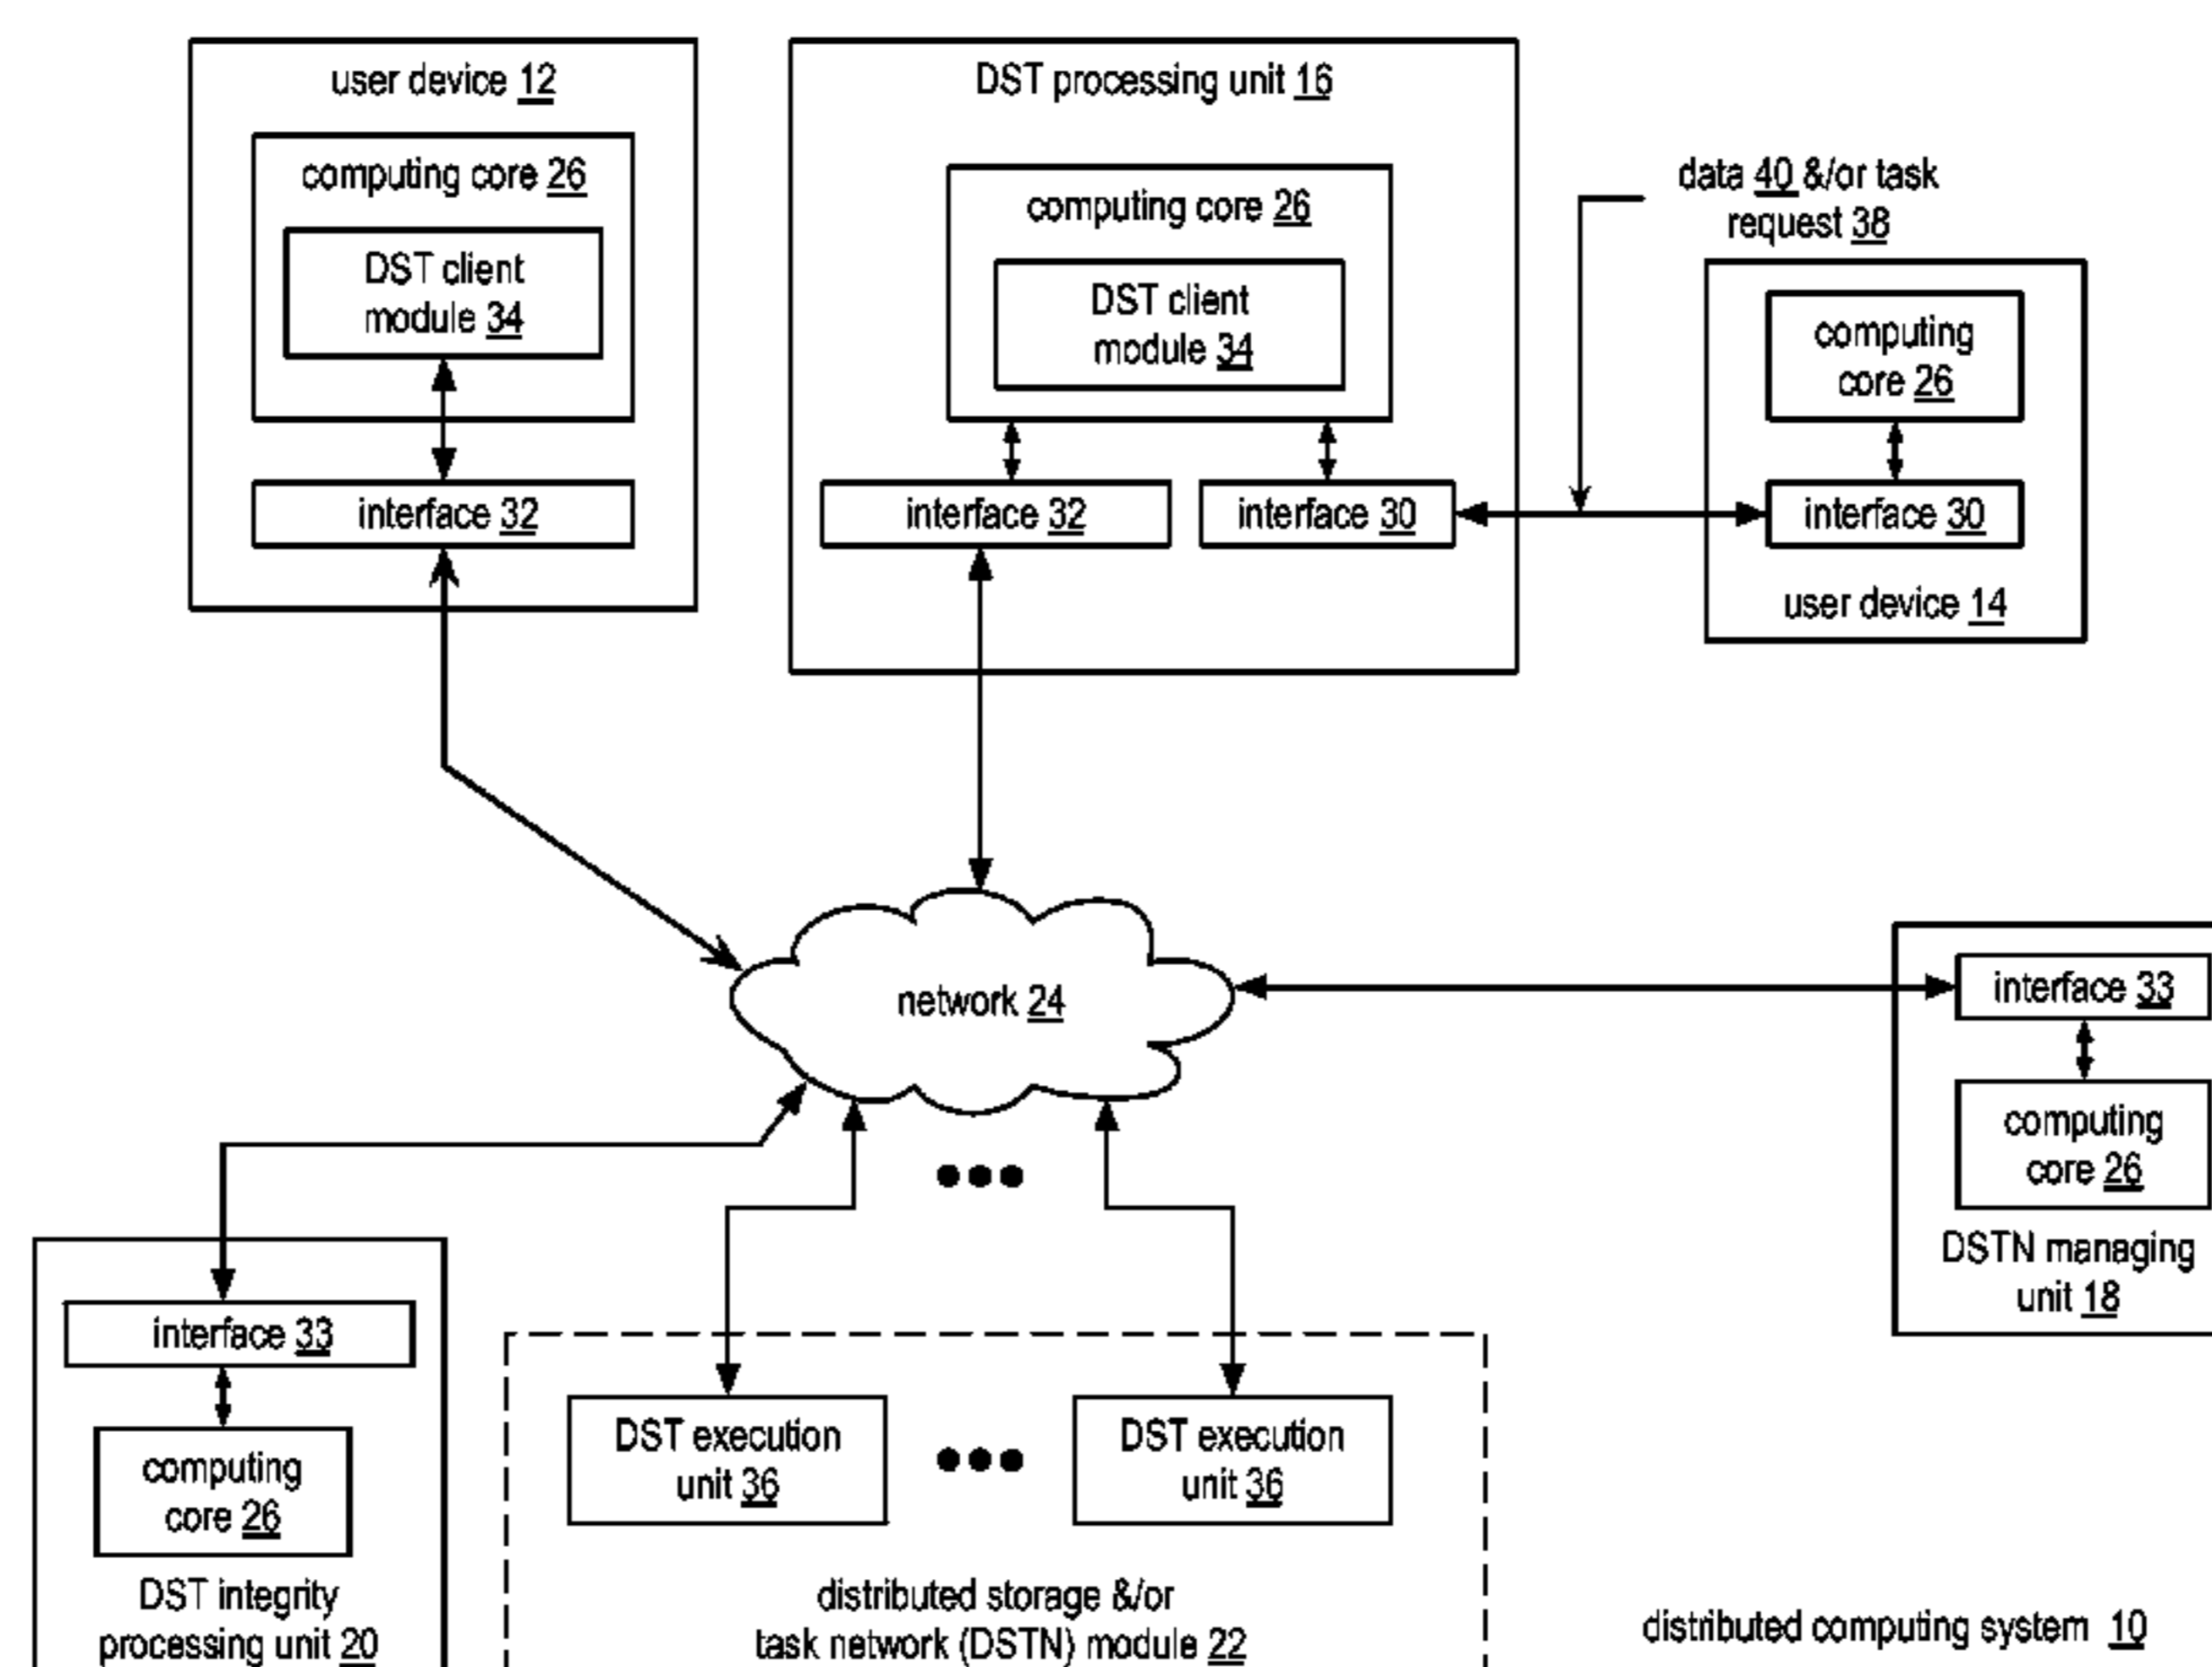 user device 12
computing core 26
DST client
module 34
interface 32
DST processing unit 16
computing core 26
DST client
module 34
interface 32
interface 30
data 40 &/or task
request 38
computing
core 26
interface 30
user device 14
network 24
interface 33
computing
core 26
DSTN managing
unit 18
interface 33
computing
core 26
DST integrity
processing unit 20
DST execution
unit 36
DST execution
unit 36
distributed storage &/or
task network (DSTN) module 22
distributed computing system 10